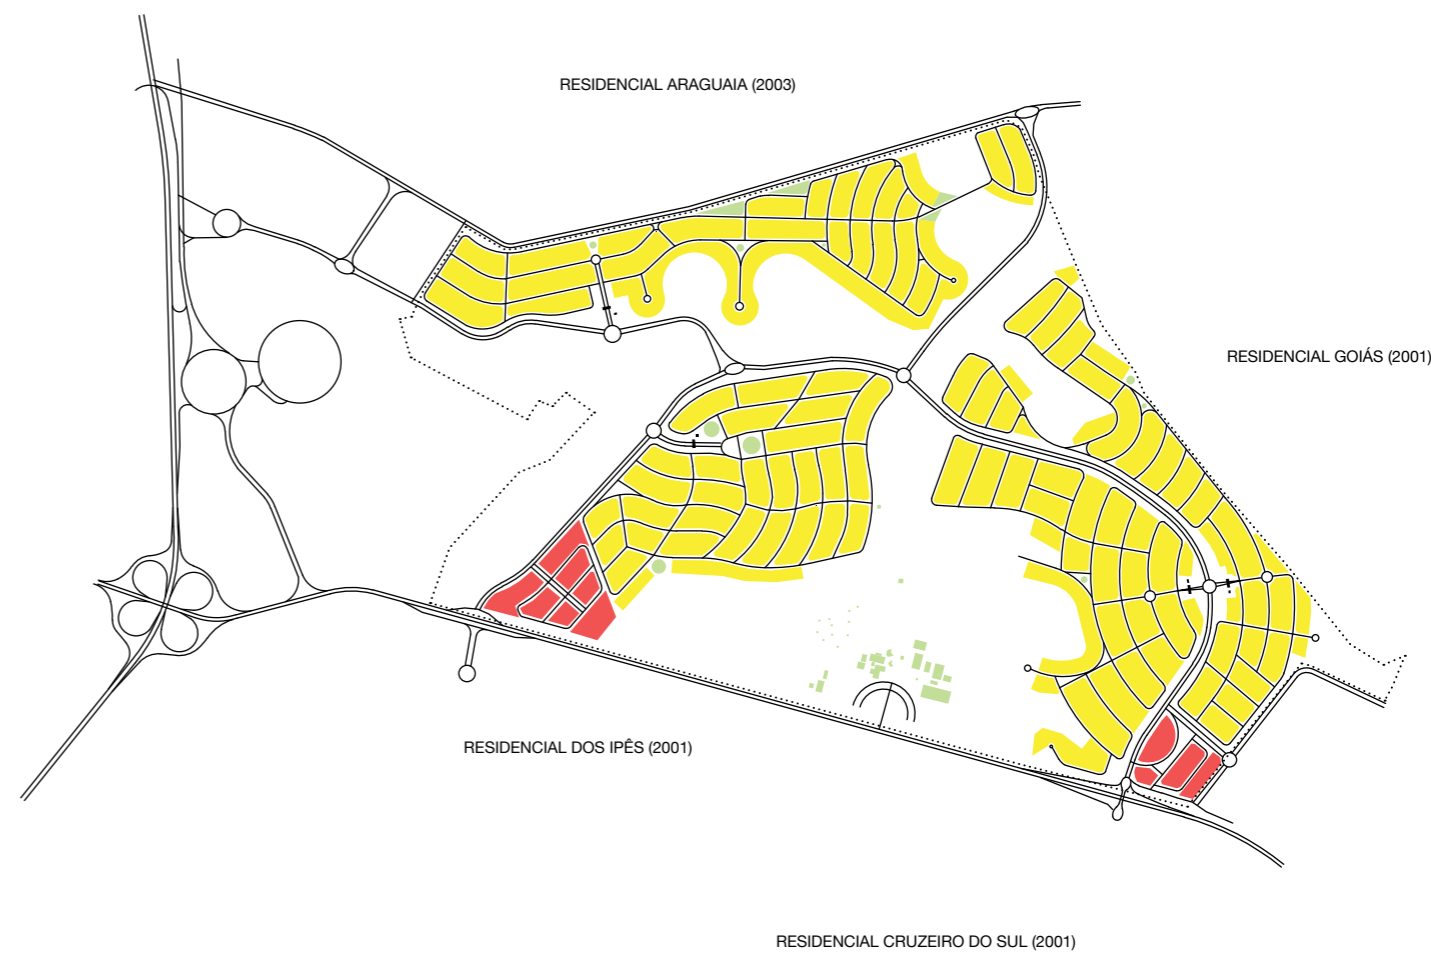 RESIDENCIAL ARAGUAIA (2003)
RESIDENCIAL GOIÁS (2001)
RESIDENCIAL DOS IPÊS (2001)
RESIDENCIAL CRUZEIRO DO SUL (2001)